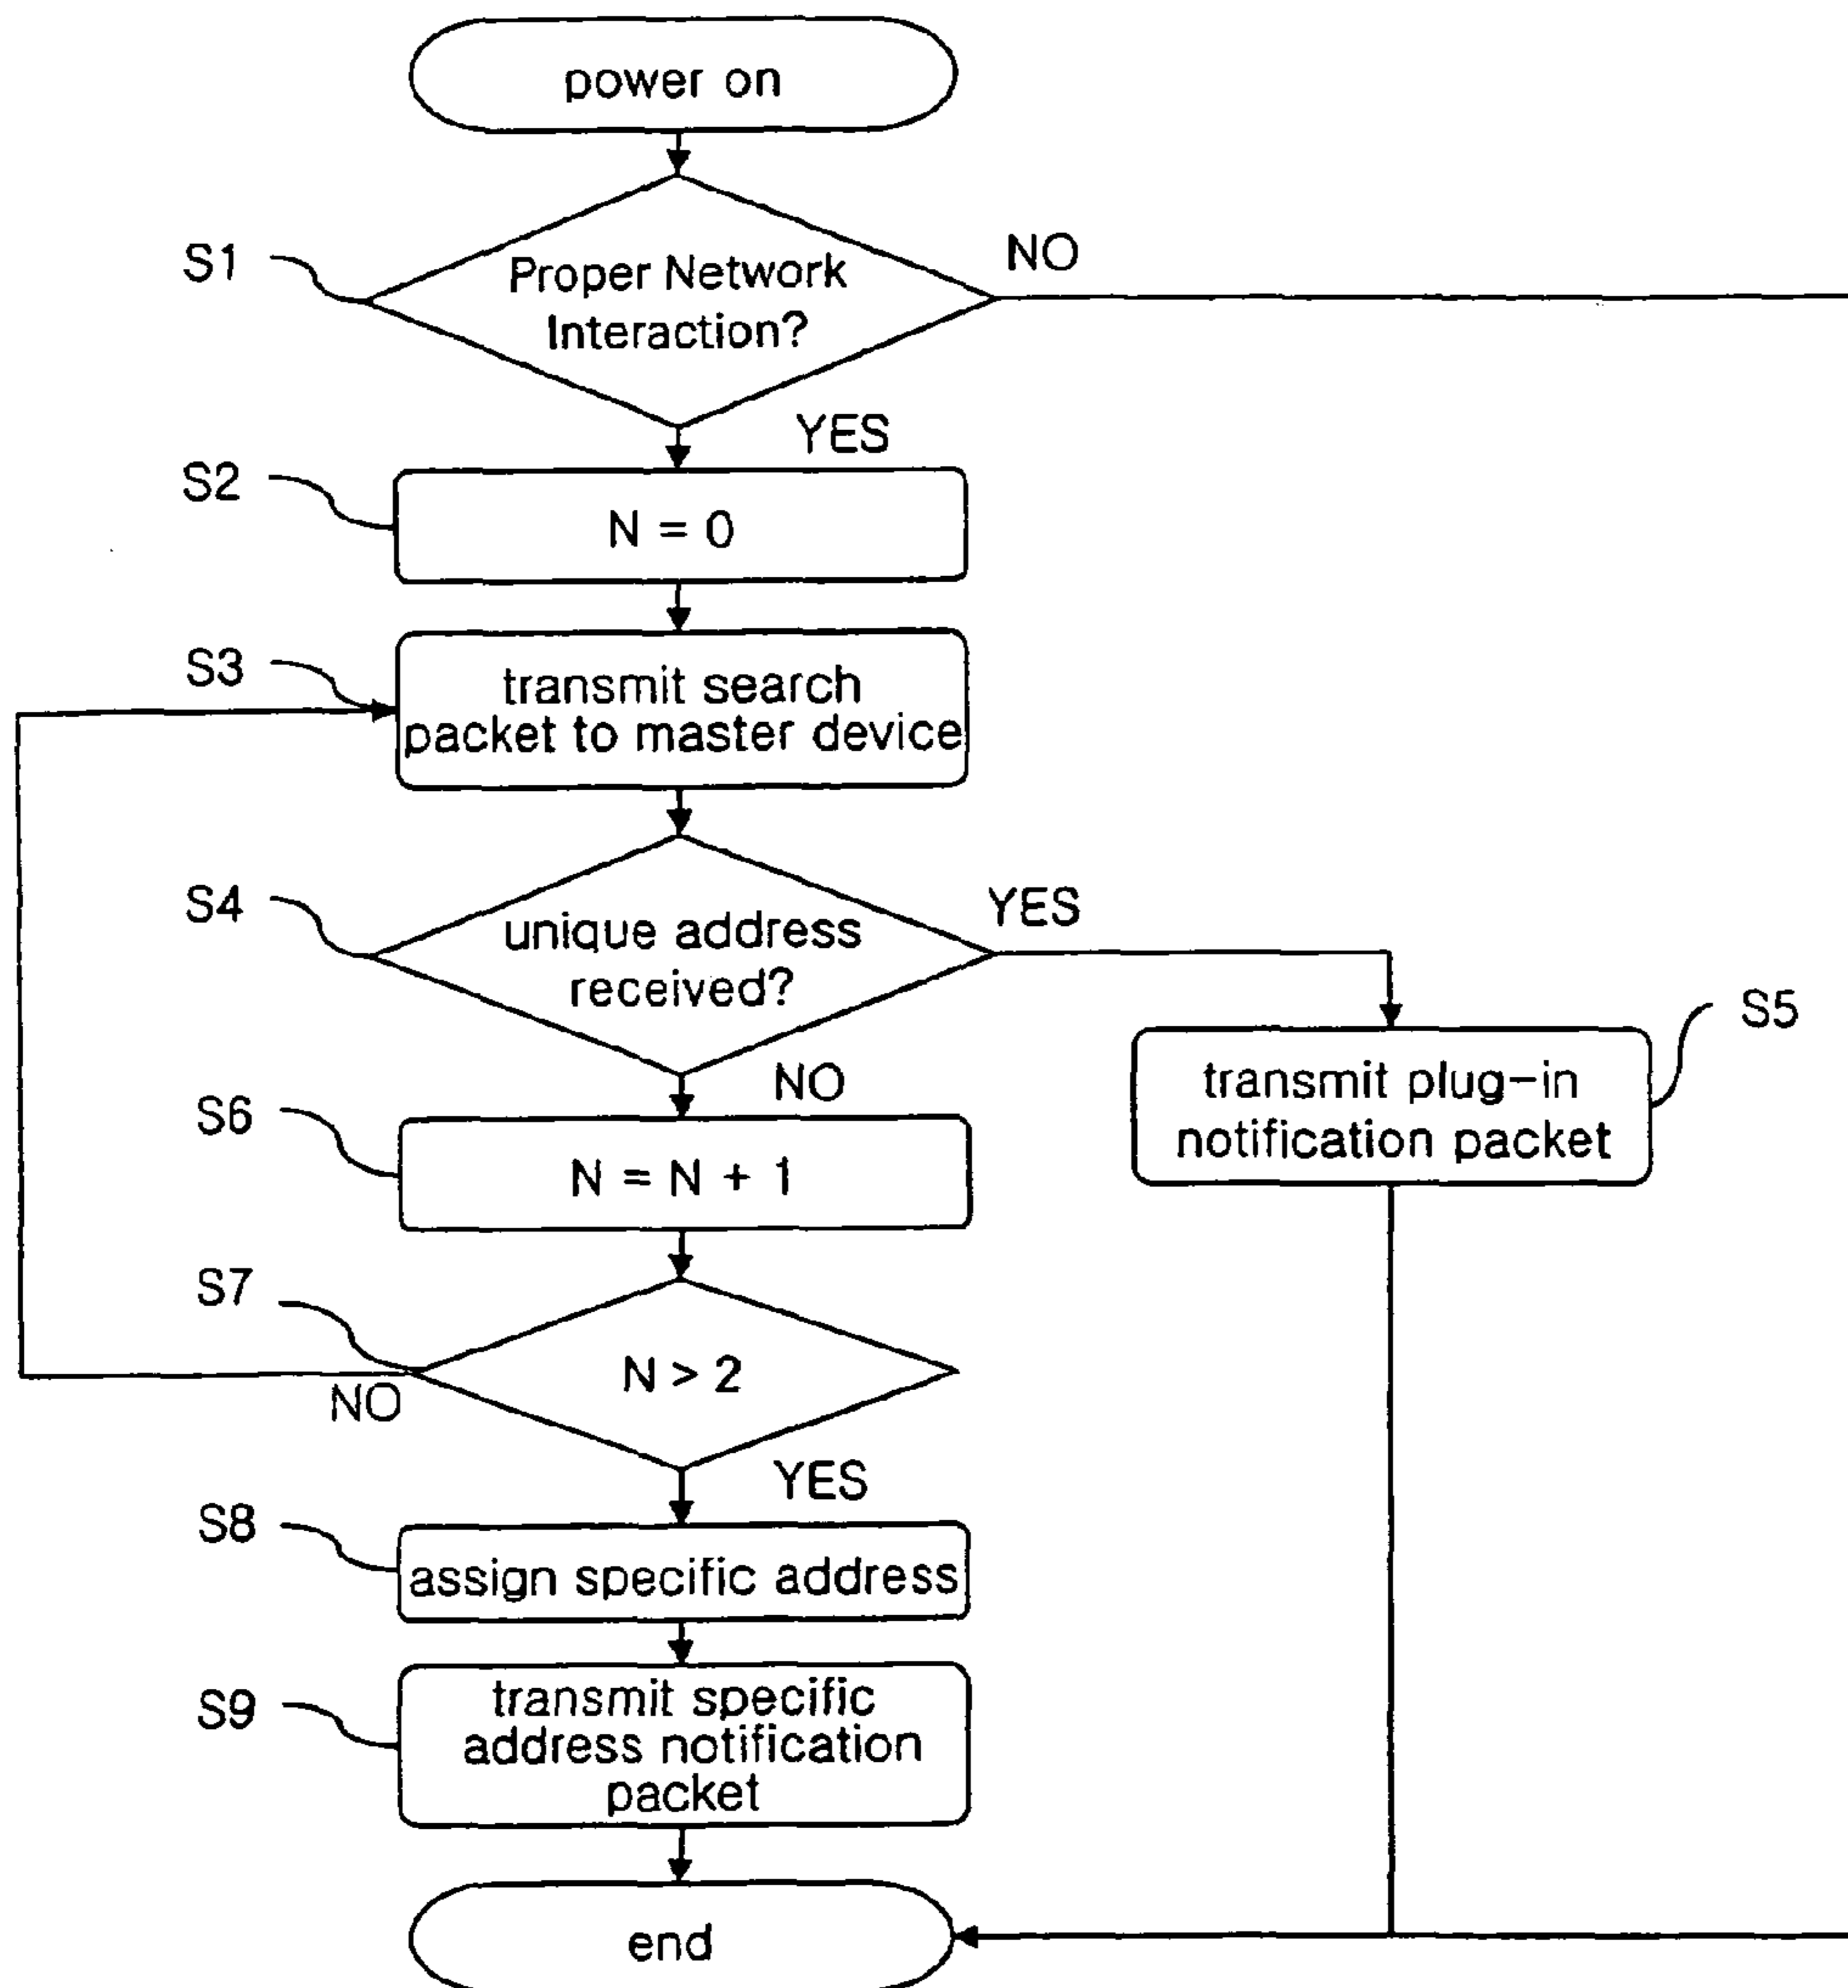 power on
S1
Proper Network
Interaction?
NO
YES
S2
N = 0
S3
transmit search
packet to master device
S4
unique address
received?
YES
NO
S5
transmit plug-in
notification packet
S6
N = N + 1
S7
N > 2
NO
YES
S8
assign specific address
S9
transmit specific
address notification
packet
end